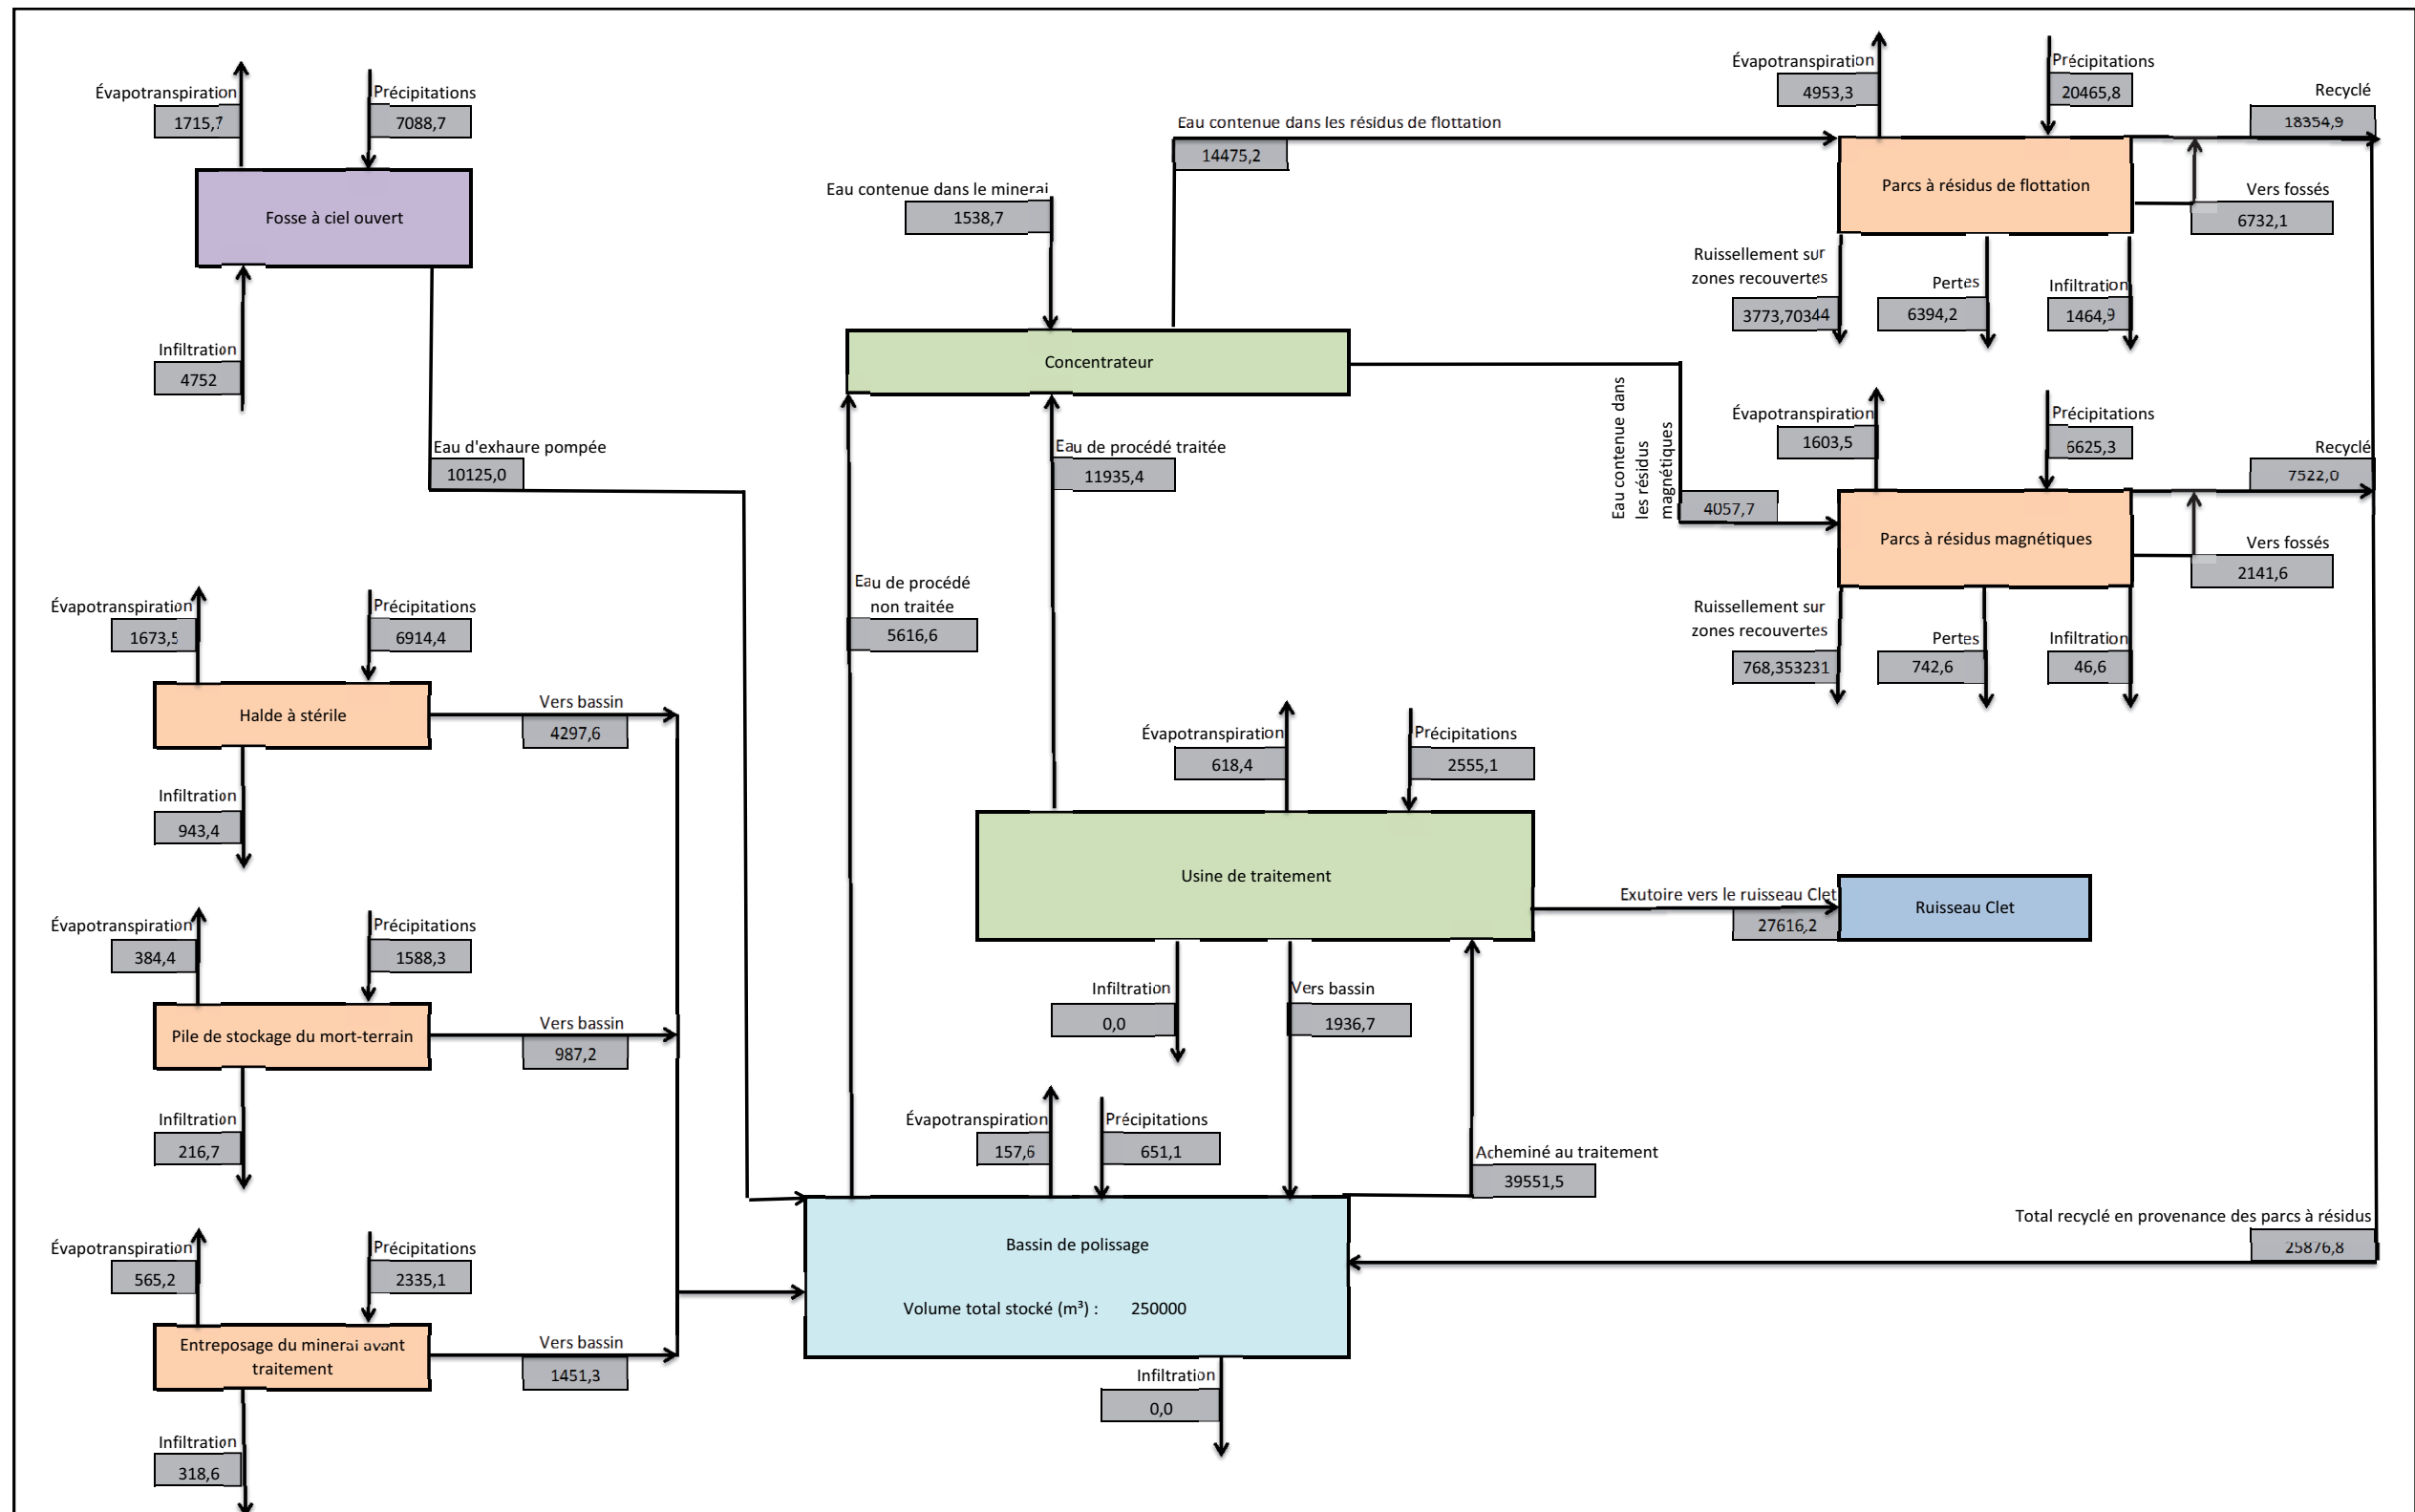 Évapotranspiration
1715,7
Précipitations
7088,7
Fosse à ciel ouvert
Infiltration
4752
Eau d'exhaure pompée
10125,0
Évapotranspiration
1673,5
Précipitations
6914,4
Halde à stérile
Vers bassin
4297,6
Infiltration
943,4
Évapotranspiration
384,4
Précipitations
1588,3
Pile de stockage du mort-terrain
Vers bassin
987,2
Infiltration
216,7
Évapotranspiration
565,2
Précipitations
2335,1
Entreposage du minerai avant
traitement
Vers bassin
1451,3
Infiltration
318,6
Eau contenue dans les résidus de flottation
14475,2
Eau contenue dans le minerai
1538,7
Concentrateur
Eau de procédé traitée
11935,4
Eau de procédé
non traitée
5616,6
Eau contenue dans
les résidus
magnétiques
4057,7
Évapotranspiration
618,4
Précipitations
2555,1
Usine de traitement
Exutoire vers le ruisseau Clet
27616,2
Ruisseau Clet
Infiltration
0,0
Vers bassin
1936,7
Évapotranspiration
157,6
Précipitations
651,1
Acheminé au traitement
39551,5
Bassin de polissage
Volume total stocké (m³) : 250000
Infiltration
0,0
Évapotranspiration
4953,3
Précipitations
20465,8
Recyclé
18354,9
Parcs à résidus de flottation
Vers fossés
6732,1
Ruissellement sur
zones recouvertes
3773,70344
Pertes
6394,2
Infiltration
1464,9
Évapotranspiration
1603,5
Précipitations
6625,3
Recyclé
7522,0
Parcs à résidus magnétiques
Vers fossés
2141,6
Ruissellement sur
zones recouvertes
768,353231
Pertes
742,6
Infiltration
46,6
Total recyclé en provenance des parcs à résidus
25876,8